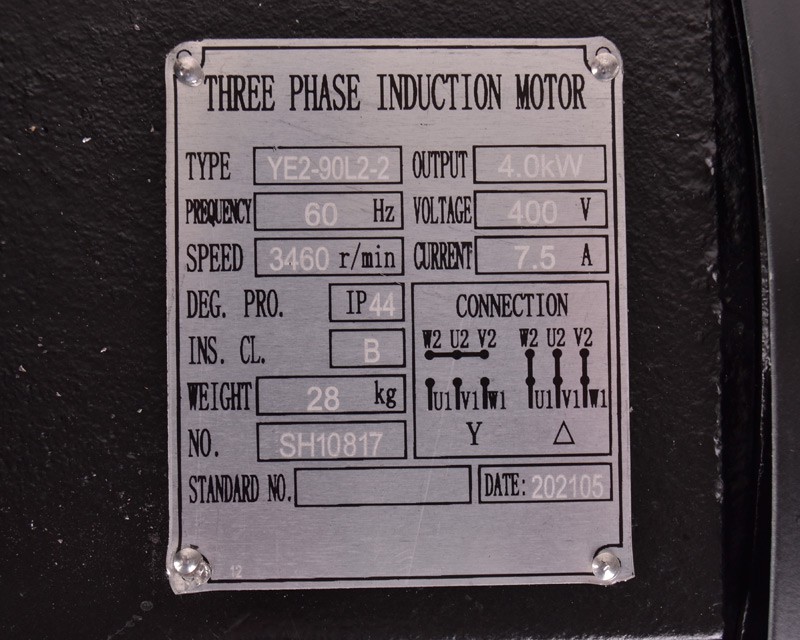 THREE PHASE INDUCTION MOTOR
TYPE YE2-90L2-2 OUTPUT 4.0kW
PREQUENCY 60 Hz VOLTAGE 400 V
SPEED 3460 r/min CURRENT 7.5 A
DEG. PRO. IP44
INS. CL. B
WEIGHT 28 kg
NO. SH10817
CONNECTION
W2 U2 V2 W2 U2 V2
U1 V1 W1 U1 V1 W1
Y △
STANDARD NO. DATE: 202105
12